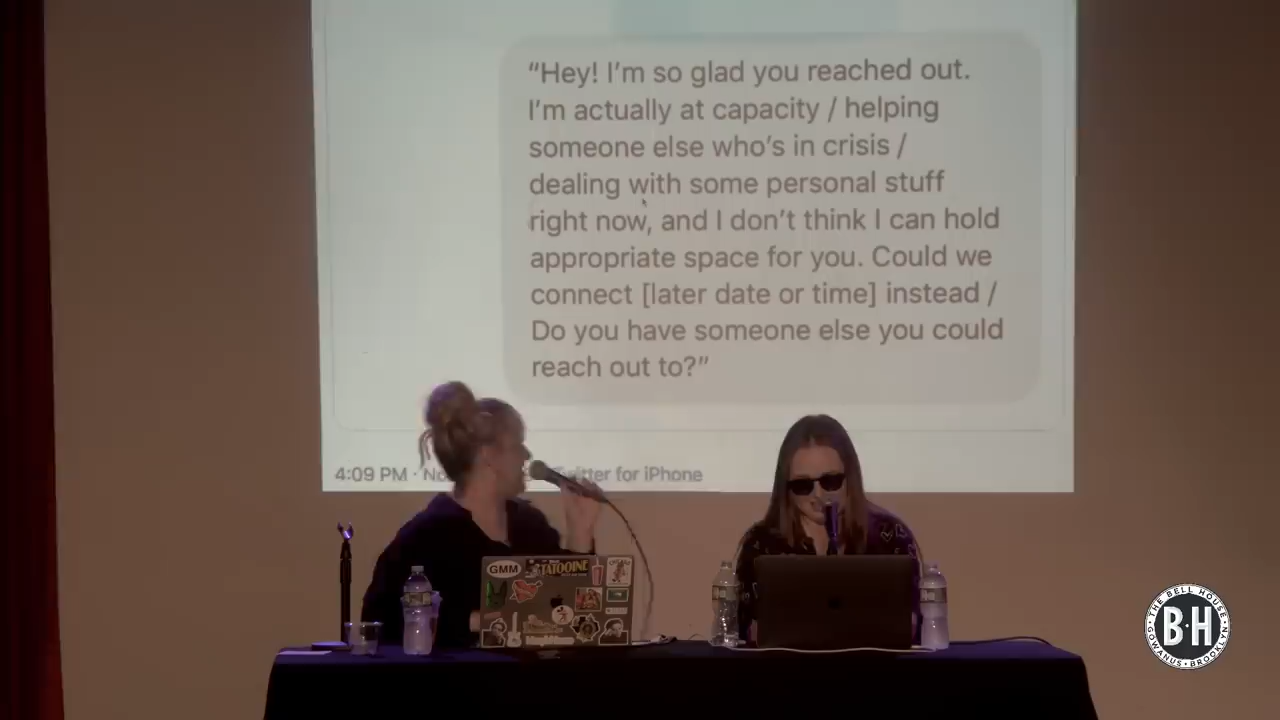 “Hey! I’m so glad you reached out.
I’m actually at capacity / helping
someone else who’s in crisis /
dealing with some personal stuff
right now, and I don’t think I can hold
appropriate space for you. Could we
connect [later date or time] instead /
Do you have someone else you could
reach out to?”
4:09 PM · No tter for iPhone
GMM
TATOOINE
THE BELL HOUSE
B·H
GOWANUS · BROOKLYN